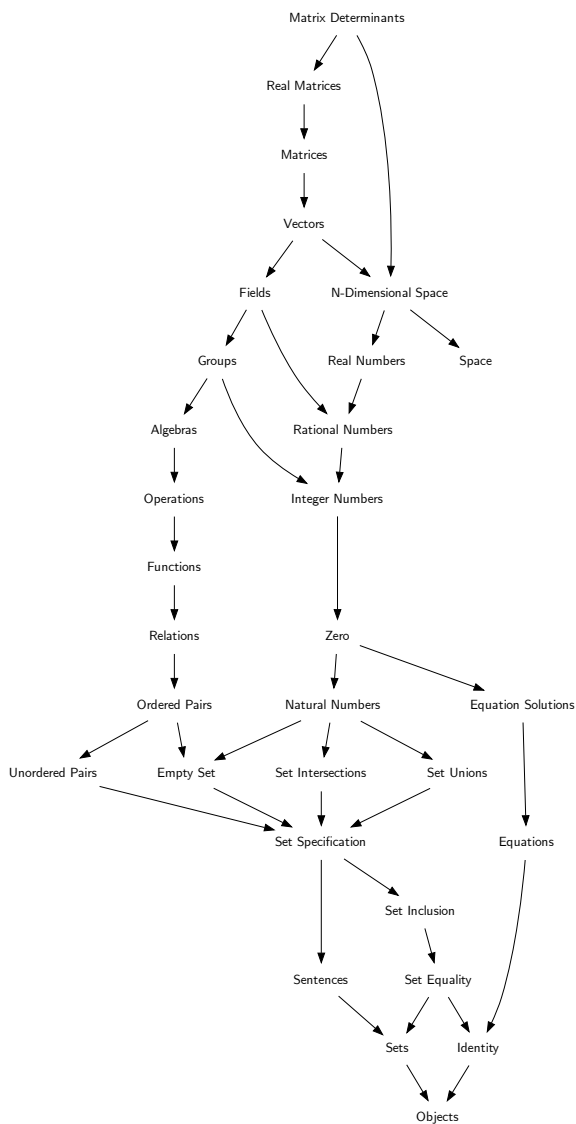 Matrix Determinants
Real Matrices
Matrices
Vectors
Fields
N-Dimensional Space
Groups
Real Numbers
Space
Algebras
Rational Numbers
Operations
Integer Numbers
Functions
Relations
Zero
Ordered Pairs
Natural Numbers
Equation Solutions
Unordered Pairs
Empty Set
Set Intersections
Set Unions
Set Specification
Equations
Set Inclusion
Sentences
Set Equality
Sets
Identity
Objects